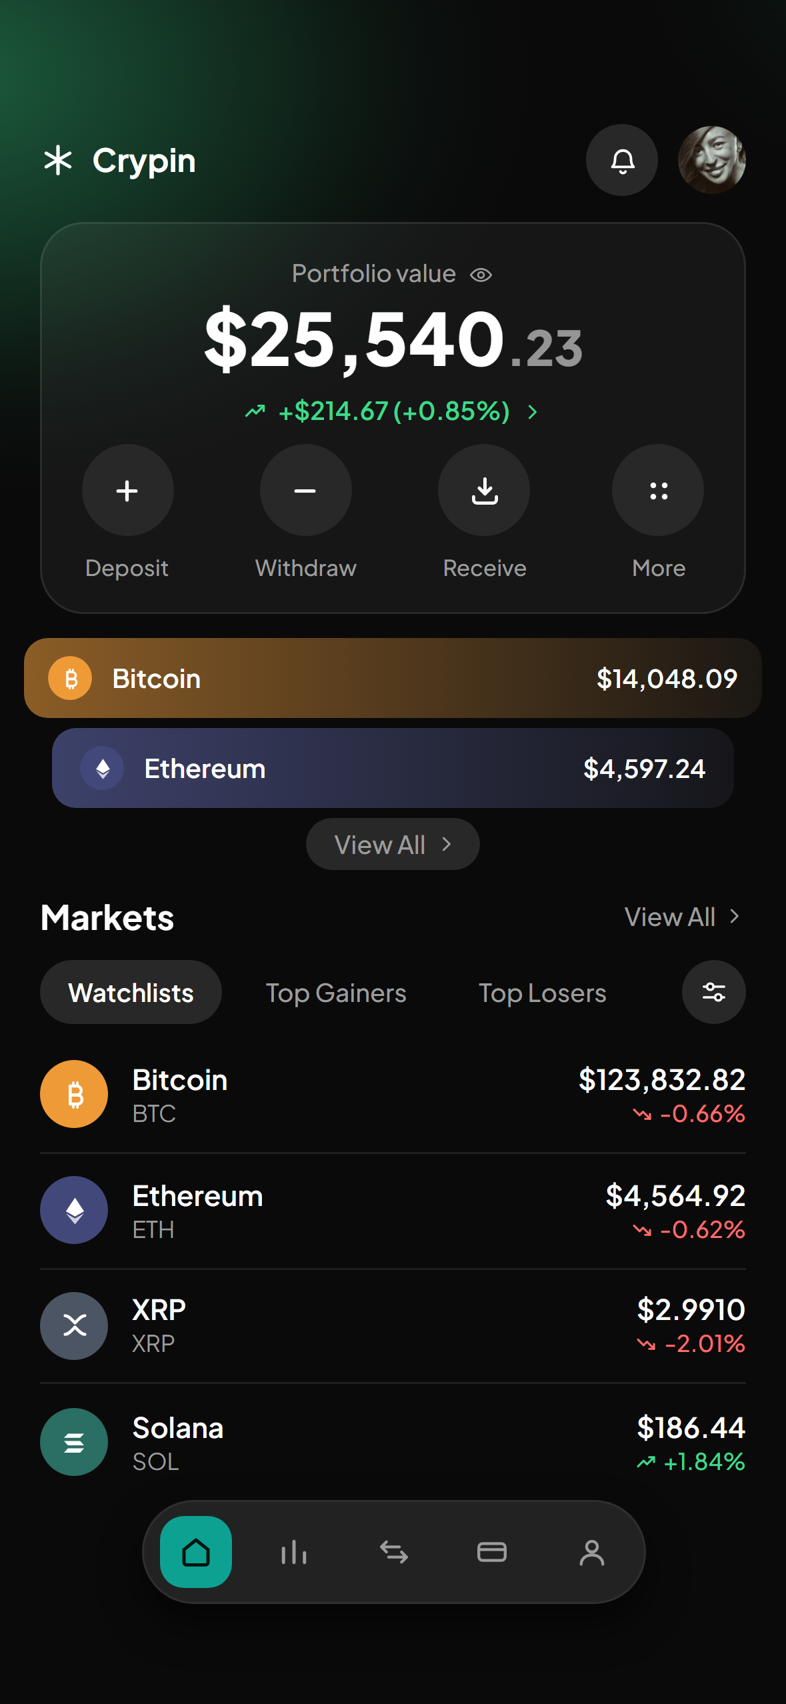 Crypin
Portfolio value
$25,540.23
+$214.67 (+0.85%)
Deposit Withdraw Receive More
Bitcoin $14,048.09
Ethereum $4,597.24
View All
Markets View All
Watchlists Top Gainers Top Losers
Bitcoin $123,832.82
BTC -0.66%
Ethereum $4,564.92
ETH -0.62%
XRP $2.9910
XRP -2.01%
Solana $186.44
SOL +1.84%